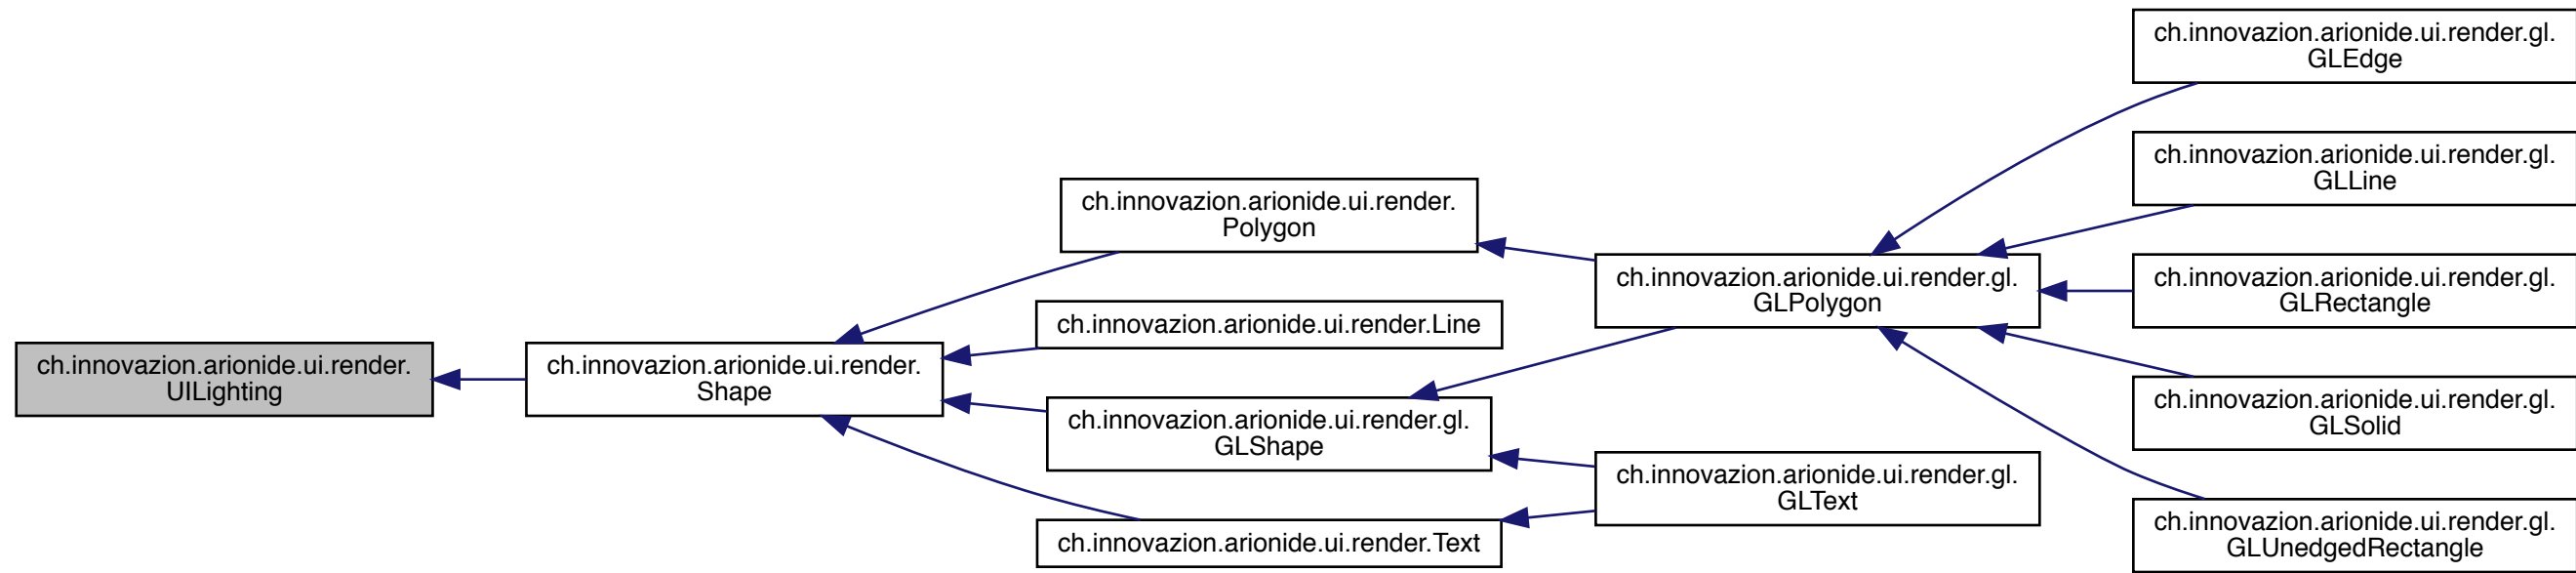 ch.innovazion.arionide.ui.render.
UILighting
ch.innovazion.arionide.ui.render.
Shape
ch.innovazion.arionide.ui.render.
Polygon
ch.innovazion.arionide.ui.render.Line
ch.innovazion.arionide.ui.render.gl.
GLShape
ch.innovazion.arionide.ui.render.Text
ch.innovazion.arionide.ui.render.gl.
GLPolygon
ch.innovazion.arionide.ui.render.gl.
GLText
ch.innovazion.arionide.ui.render.gl.
GLEdge
ch.innovazion.arionide.ui.render.gl.
GLLine
ch.innovazion.arionide.ui.render.gl.
GLRectangle
ch.innovazion.arionide.ui.render.gl.
GLSolid
ch.innovazion.arionide.ui.render.gl.
GLUnedgedRectangle